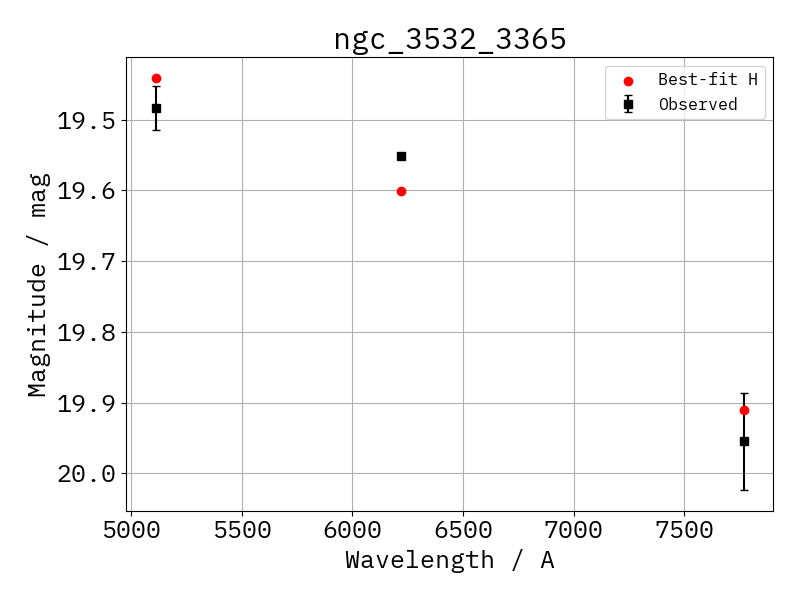 ngc_3532_3365
Best-fit H
Observed
19.5
19.6
19.7
19.8
19.9
20.0
Magnitude / mag
5000 5500 6000 6500 7000 7500
Wavelength / A